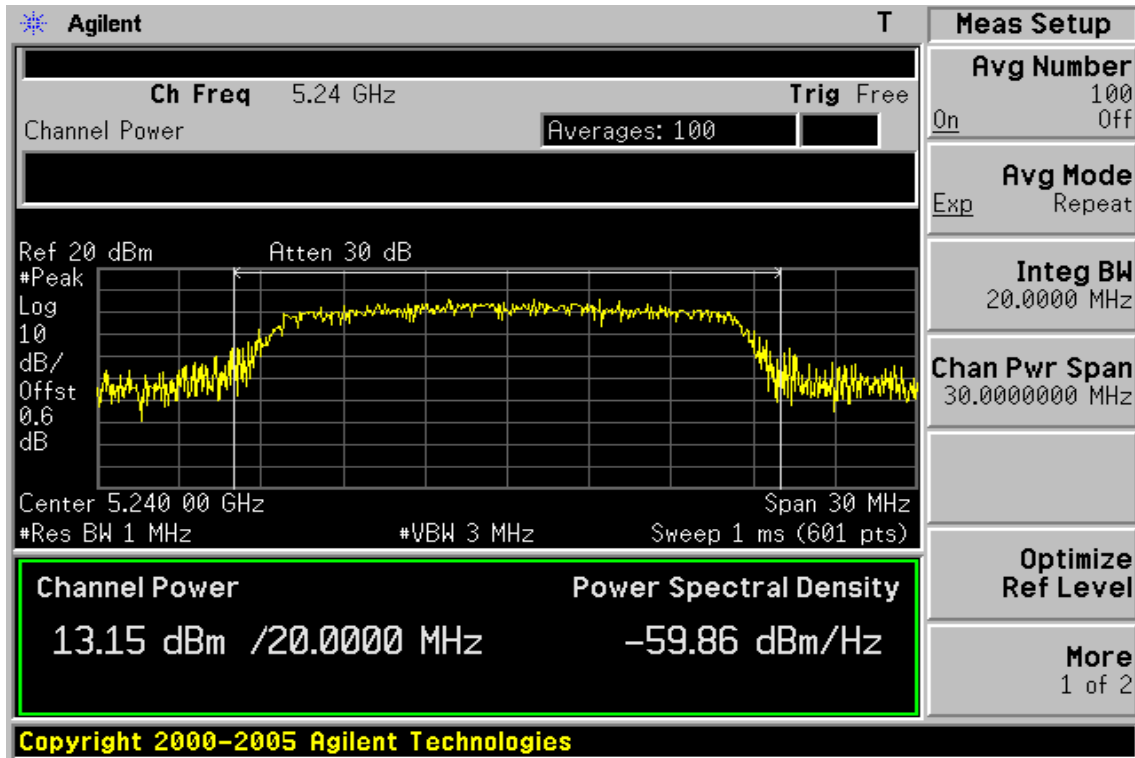 Agilent T
Ch Freq 5.24 GHz Trig Free
Channel Power Averages: 100
Ref 20 dBm Atten 30 dB
#Peak
Log
10
dB/
Offst
0.6
dB
Center 5.240 00 GHz Span 30 MHz
#Res BW 1 MHz #VBW 3 MHz Sweep 1 ms (601 pts)
Channel Power Power Spectral Density
13.15 dBm /20.0000 MHz -59.86 dBm/Hz
Copyright 2000-2005 Agilent Technologies
Meas Setup
Avg Number
100
On Off
Avg Mode
Exp Repeat
Integ BW
20.0000 MHz
Chan Pwr Span
30.0000000 MHz
Optimize
Ref Level
More
1 of 2